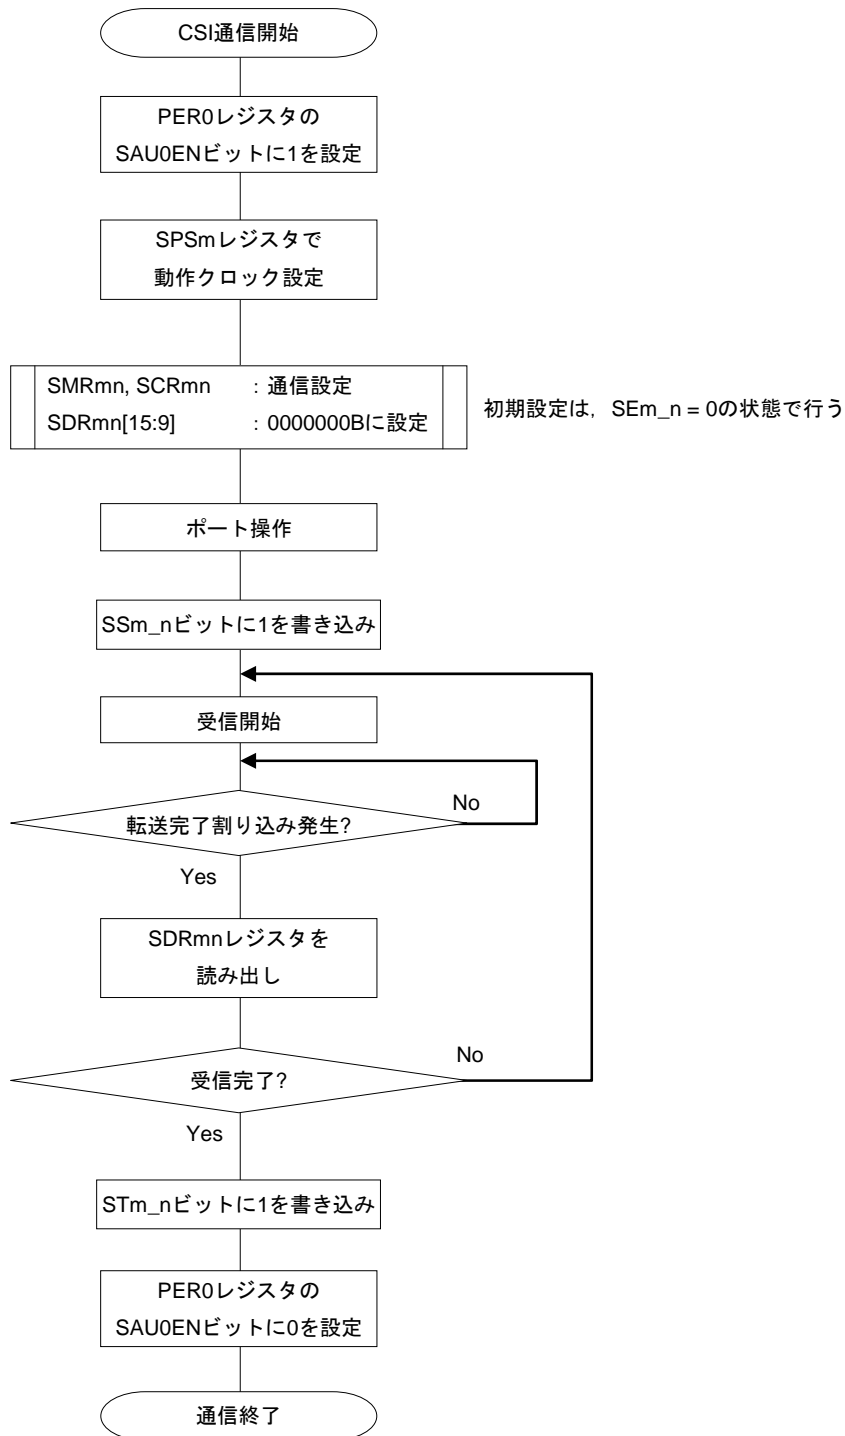 CSI通信開始
PER0レジスタの
SAU0ENビットに1を設定
SPSmレジスタで
動作クロック設定
SMRmn, SCRmn : 通信設定
SDRmn[15:9] : 0000000Bに設定
初期設定は，SEm_n = 0の状態で行う
ポート操作
SSm_nビットに1を書き込み
受信開始
転送完了割り込み発生?
No
Yes
SDRmnレジスタを
読み出し
受信完了?
No
Yes
STm_nビットに1を書き込み
PER0レジスタの
SAU0ENビットに0を設定
通信終了